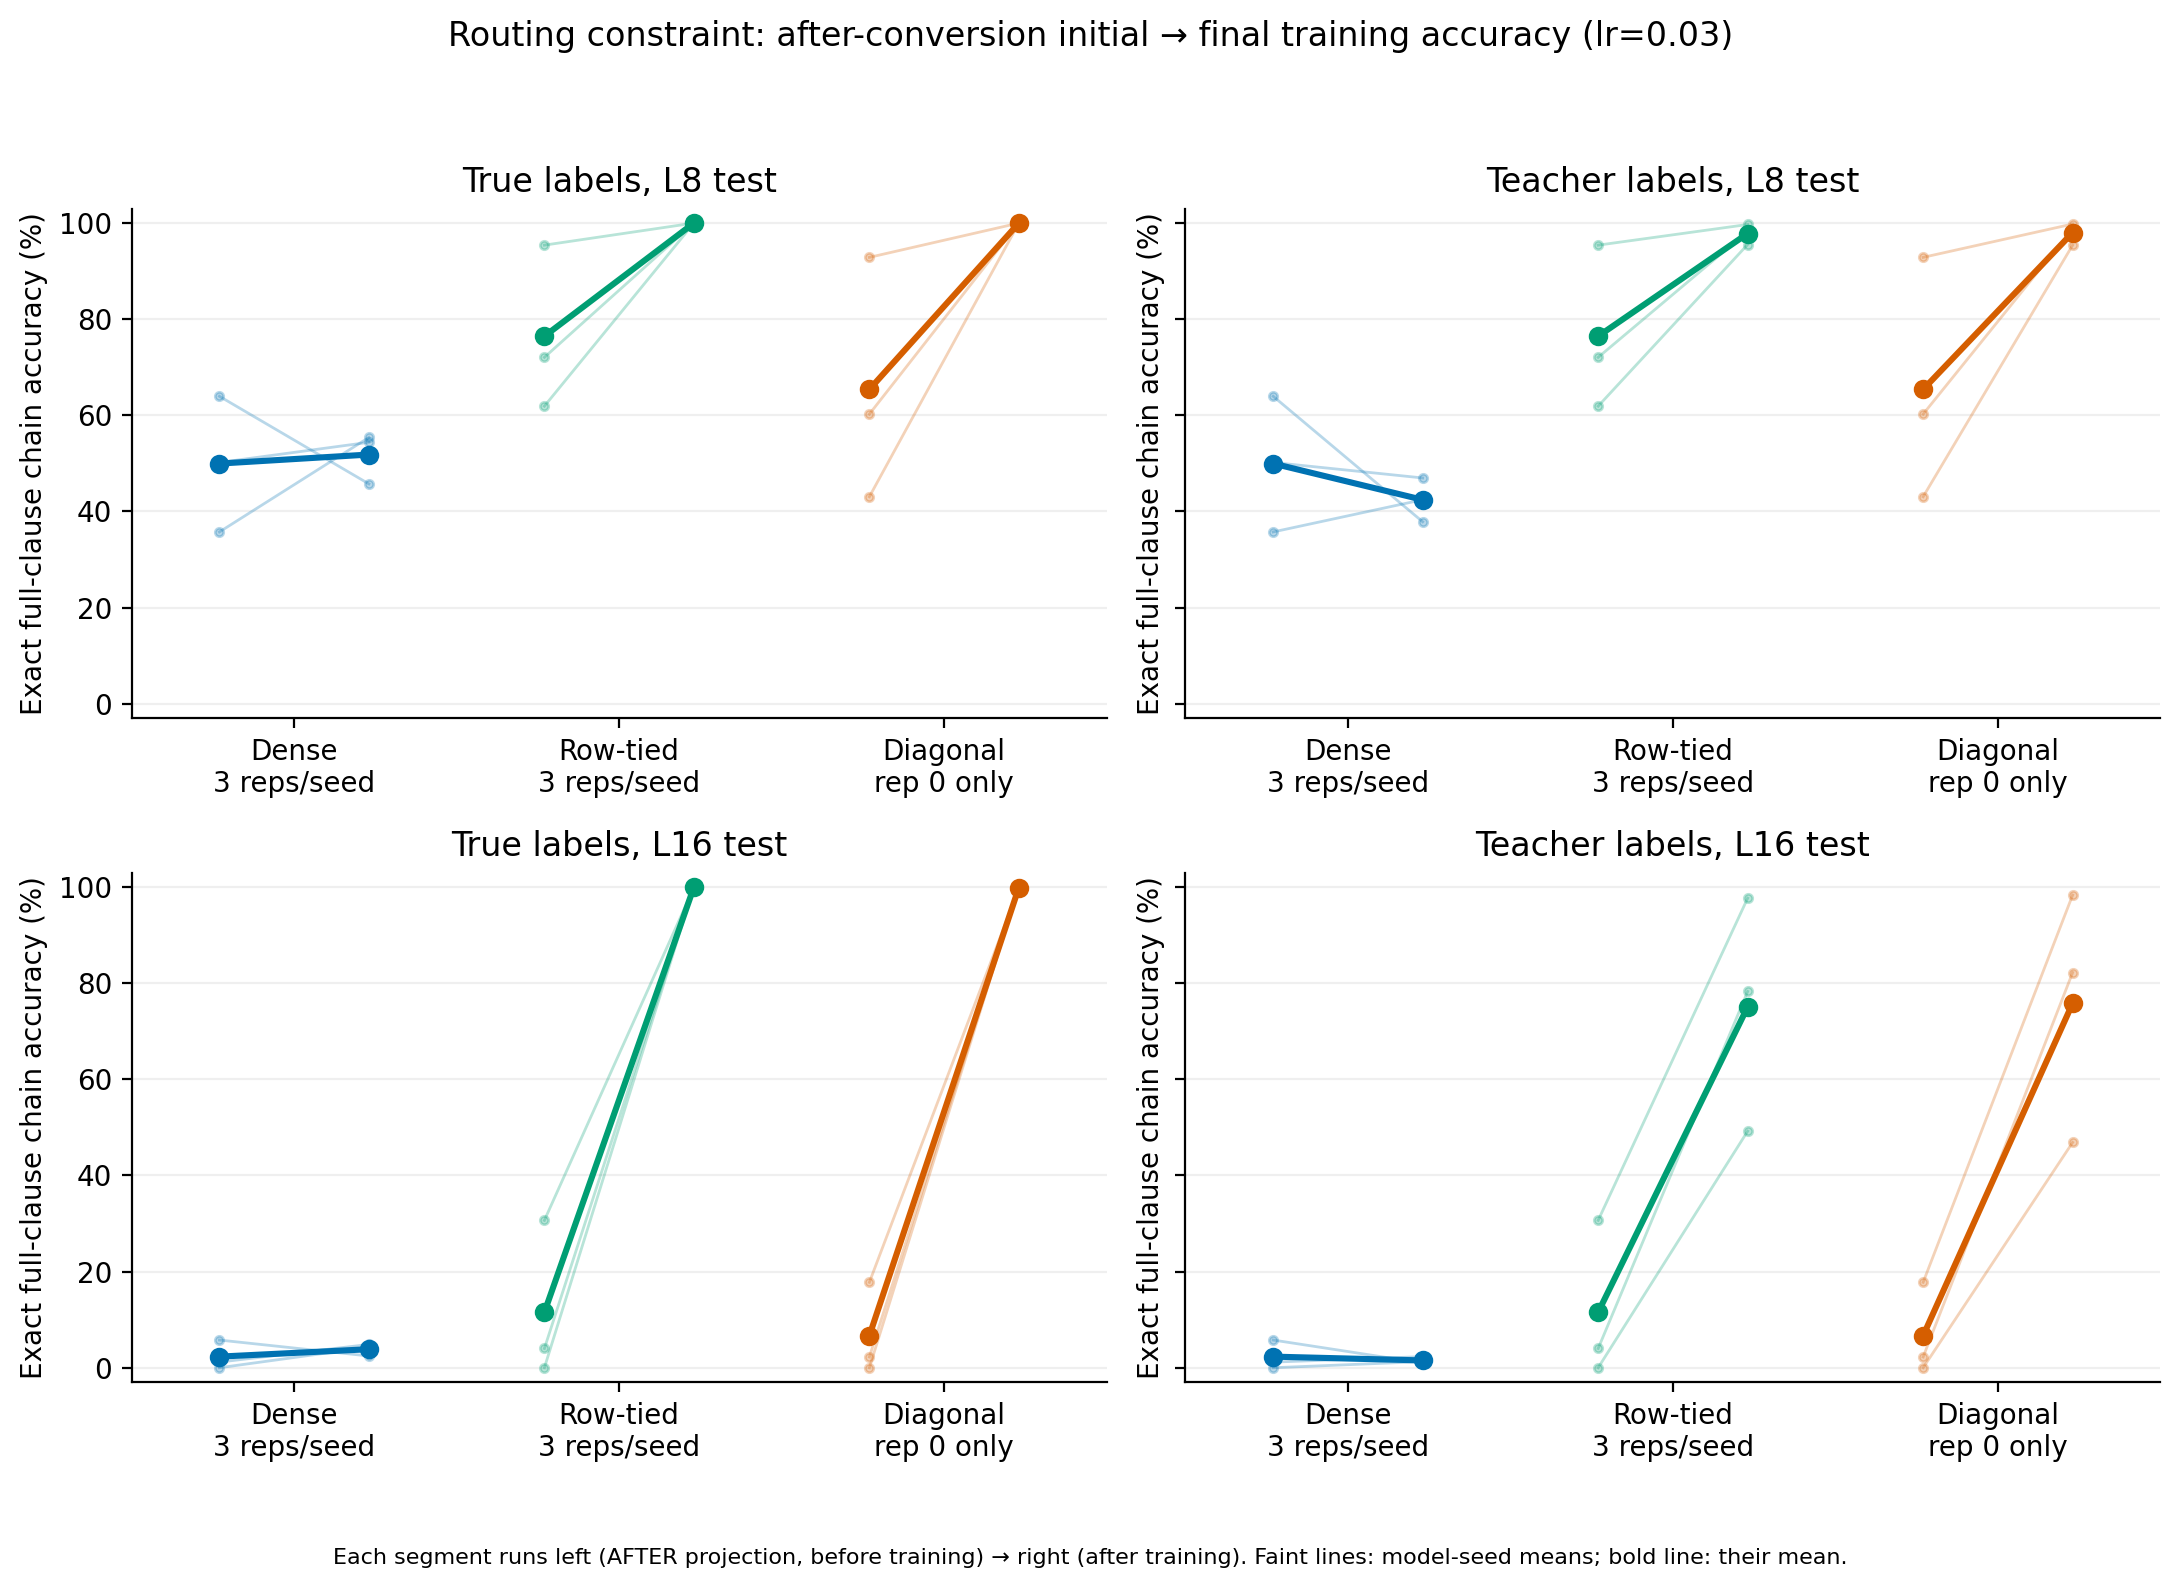 Routing constraint: after-conversion initial → final training accuracy (lr=0.03)
True labels, L8 test
Exact full-clause chain accuracy (%)
100
80
60
40
20
0
Dense
3 reps/seed
Row-tied
3 reps/seed
Diagonal
rep 0 only
Teacher labels, L8 test
Exact full-clause chain accuracy (%)
Dense
3 reps/seed
Row-tied
3 reps/seed
Diagonal
rep 0 only
True labels, L16 test
Exact full-clause chain accuracy (%)
100
80
60
40
20
0
Dense
3 reps/seed
Row-tied
3 reps/seed
Diagonal
rep 0 only
Teacher labels, L16 test
Exact full-clause chain accuracy (%)
Dense
3 reps/seed
Row-tied
3 reps/seed
Diagonal
rep 0 only
Each segment runs left (AFTER projection, before training) → right (after training). Faint lines: model-seed means; bold line: their mean.